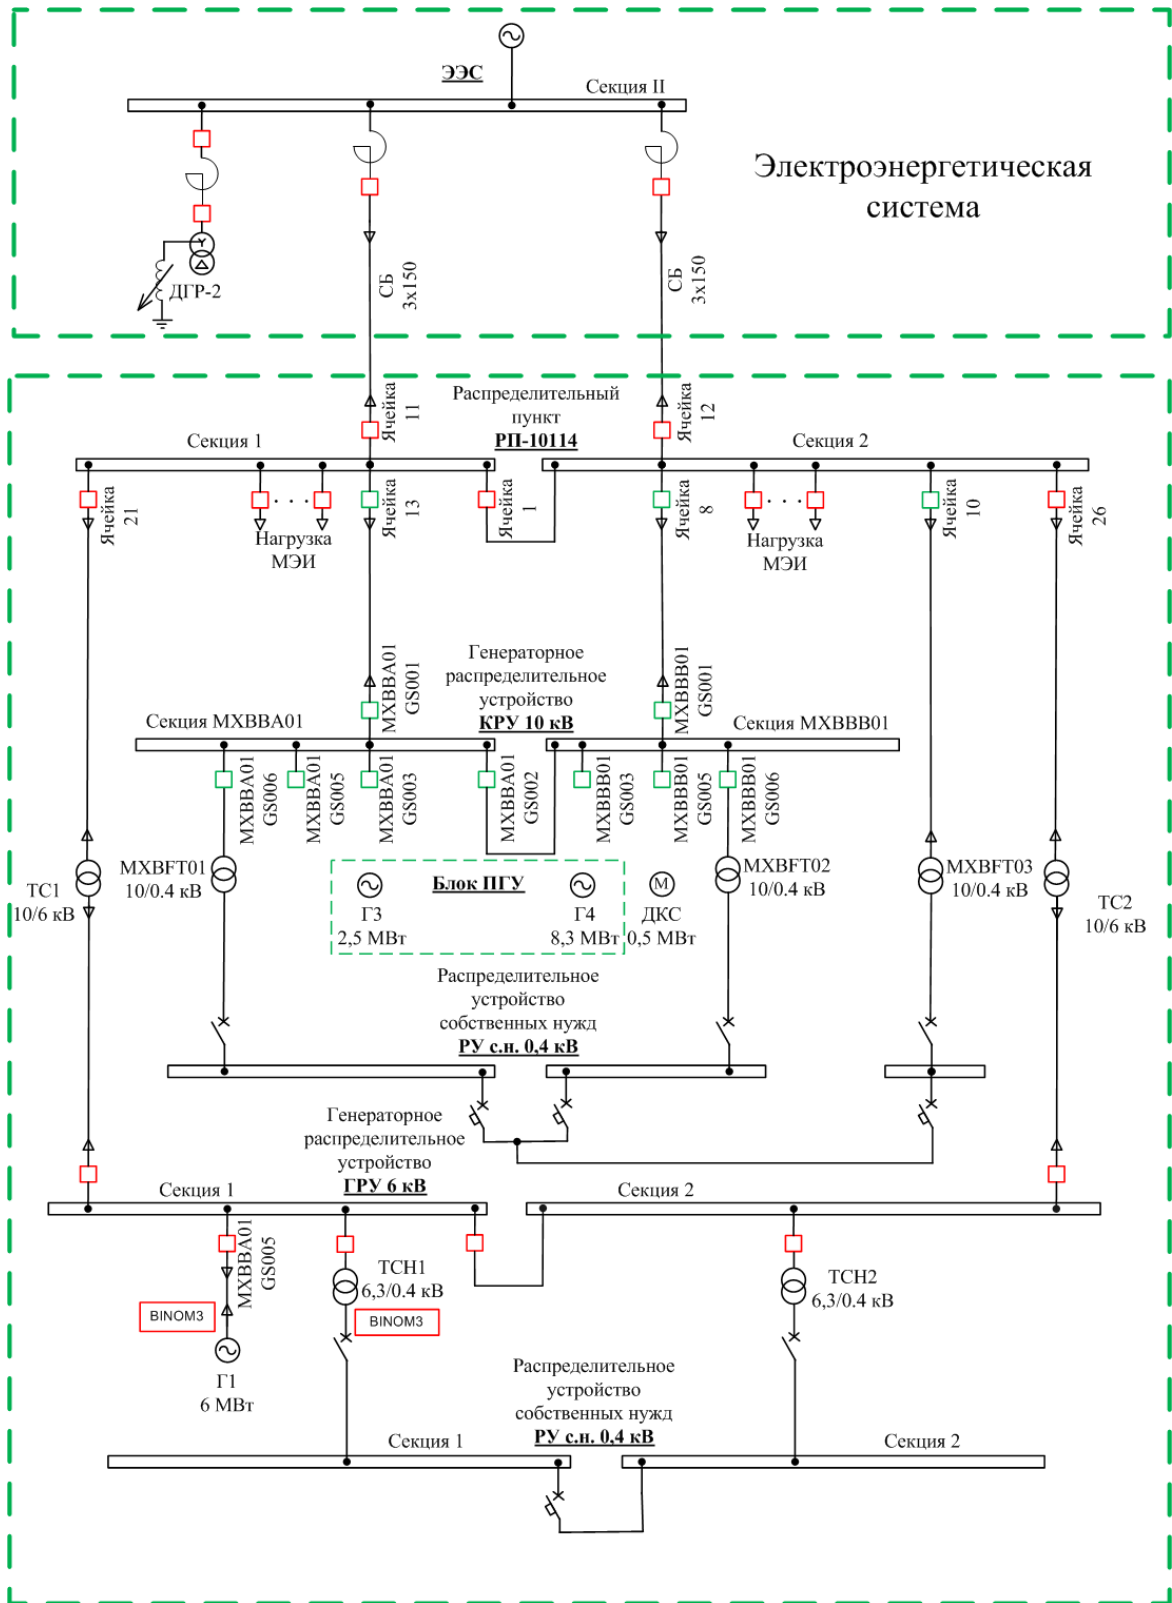 ЭЭС
Секция II
Электроэнергетическая
система
ДГР-2
СБ
3x150
СБ
3x150
Ячейка
11
Распределительный
пункт
РП-10114
Ячейка
12
Секция 1
Секция 2
Ячейка
21
Нагрузка
МЭИ
Ячейка
13
Ячейка
1
Ячейка
8
Нагрузка
МЭИ
Ячейка
10
Ячейка
26
MXBBA01
GS001
Генераторное
распределительное
устройство
КРУ 10 кВ
MXBBB01
GS001
Секция MXBBA01
Секция MXBBB01
MXBBA01
GS006
MXBBA01
GS005
MXBBA01
GS003
MXBBA01
GS002
MXBBB01
GS003
MXBBB01
GS005
MXBBB01
GS006
ТС1
10/6 кВ
MXBFT01
10/0.4 кВ
Блок ПГУ
Г3
2,5 МВт
Г4
8,3 МВт
М
ДКС
0,5 МВт
MXBFT02
10/0.4 кВ
MXBFT03
10/0.4 кВ
ТС2
10/6 кВ
Распределительное
устройство
собственных нужд
РУ с.н. 0,4 кВ
Генераторное
распределительное
устройство
ГРУ 6 кВ
Секция 1
Секция 2
MXBBA01
GS005
BINOM3
Г1
6 МВт
ТСН1
6,3/0.4 кВ
BINOM3
ТСН2
6,3/0.4 кВ
Распределительное
устройство
собственных нужд
РУ с.н. 0,4 кВ
Секция 1
Секция 2